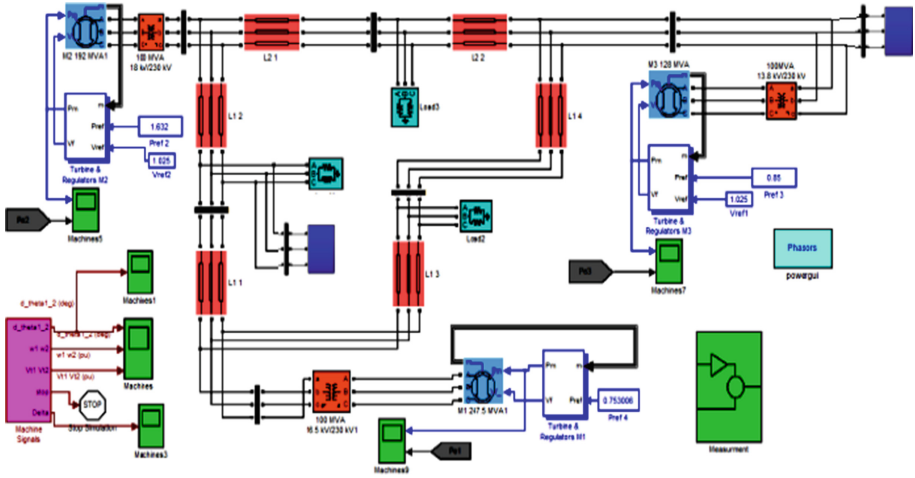 M2 192 MVA1
Pm
A
B
C
100 MVA
18 kV/230 kV
L2 1
L2 2
Load3
L1 2
L1 4
M3 128 MVA
100MVA
13.8 kV/230 kV
Pm
Vf
m
Pref
Vref
1.632
Pref 2
1.025
Vref2
Turbine &
Regulators M2
Machines5
Load2
Pm
Vf
m
Pref
Vref
0.85
Pref 3
1.025
Vref1
Turbine &
Regulators M3
Machines7
Phasors
powergui
Machines1
d_theta1_2 (deg)
d_theta1_2
d_theta1_2 (deg)
w1 w2
w1 w2 (pu)
Vt1 Vt2
Vt1 Vt2 (pu)
stop
STOP
Stop Simulation
Delta
Machine
Signals
Machines
Machines3
L1 1
L1 3
100 MVA
16.5 kV/230 kV1
M1 247.5 MVA1
Pm
Vf
m
Pref
0.753006
Pref 4
Turbine &
Regulators M1
Machines9
Measurment